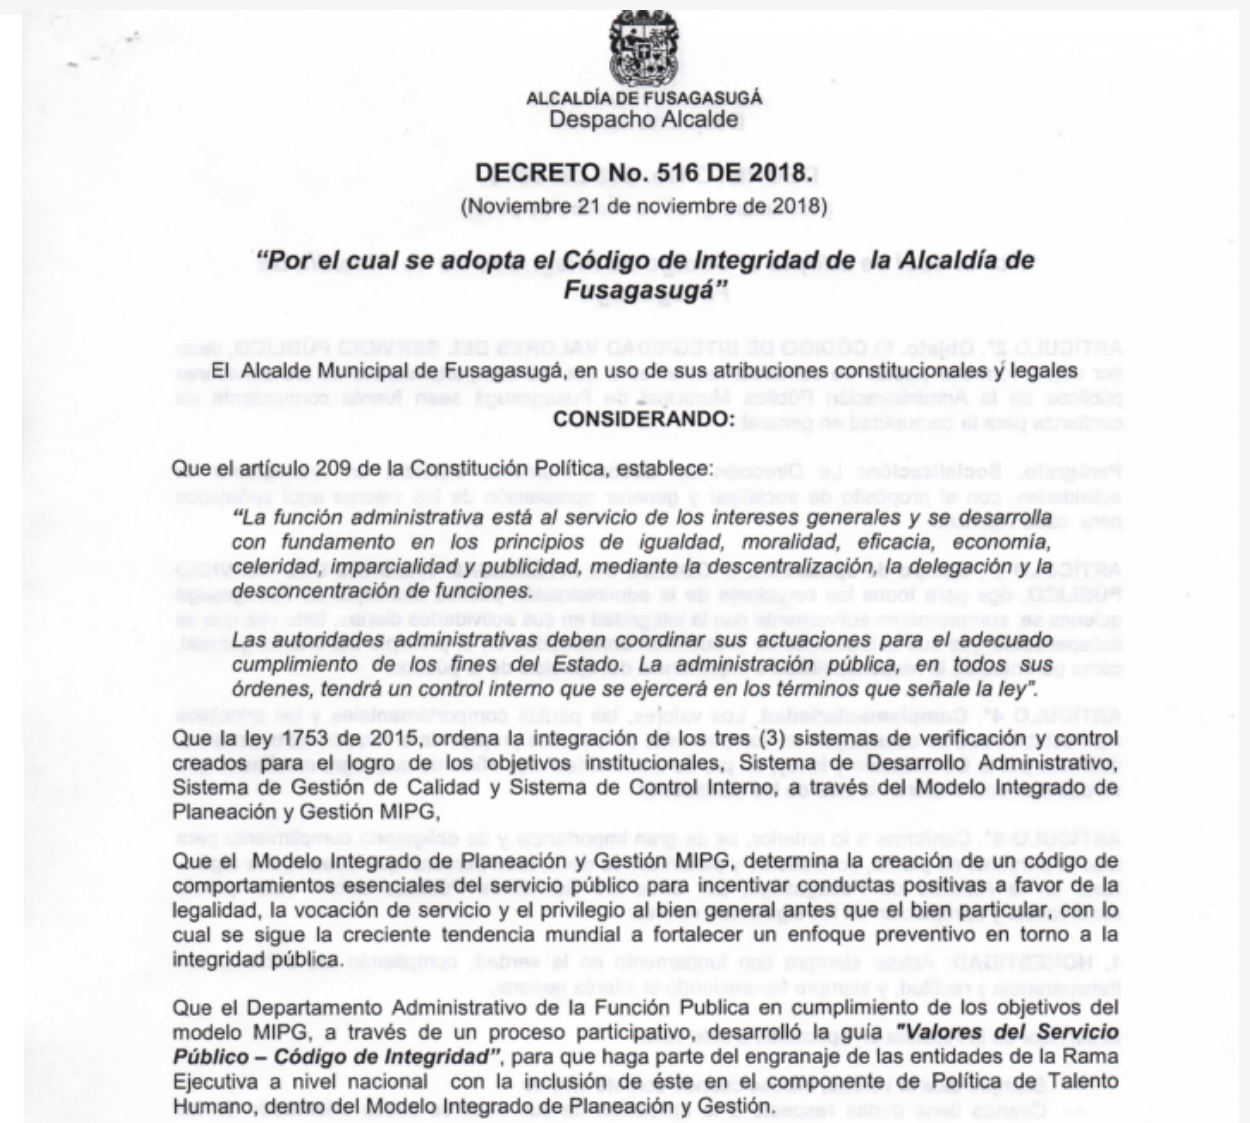 ALCALDÍA DE FUSAGASUGÁ
Despacho Alcalde
DECRETO No. 516 DE 2018.
(Noviembre 21 de noviembre de 2018)
“Por el cual se adopta el Código de Integridad de la Alcaldía de
Fusagasugá”
El Alcalde Municipal de Fusagasugá, en uso de sus atribuciones constitucionales y legales
CONSIDERANDO:
Que el artículo 209 de la Constitución Política, establece:
“La función administrativa está al servicio de los intereses generales y se desarrolla
con fundamento en los principios de igualdad, moralidad, eficacia, economía,
celeridad, imparcialidad y publicidad, mediante la descentralización, la delegación y la
desconcentración de funciones.
Las autoridades administrativas deben coordinar sus actuaciones para el adecuado
cumplimiento de los fines del Estado. La administración pública, en todos sus
órdenes, tendrá un control interno que se ejercerá en los términos que señale la ley”.
Que la ley 1753 de 2015, ordena la integración de los tres (3) sistemas de verificación y control
creados para el logro de los objetivos institucionales, Sistema de Desarrollo Administrativo,
Sistema de Gestión de Calidad y Sistema de Control Interno, a través del Modelo Integrado de
Planeación y Gestión MIPG,
Que el Modelo Integrado de Planeación y Gestión MIPG, determina la creación de un código de
comportamientos esenciales del servicio público para incentivar conductas positivas a favor de la
legalidad, la vocación de servicio y el privilegio al bien general antes que el bien particular, con lo
cual se sigue la creciente tendencia mundial a fortalecer un enfoque preventivo en torno a la
integridad pública.
Que el Departamento Administrativo de la Función Publica en cumplimiento de los objetivos del
modelo MIPG, a través de un proceso participativo, desarrolló la guía "Valores del Servicio
Público – Código de Integridad”, para que haga parte del engranaje de las entidades de la Rama
Ejecutiva a nivel nacional con la inclusión de éste en el componente de Política de Talento
Humano, dentro del Modelo Integrado de Planeación y Gestión.